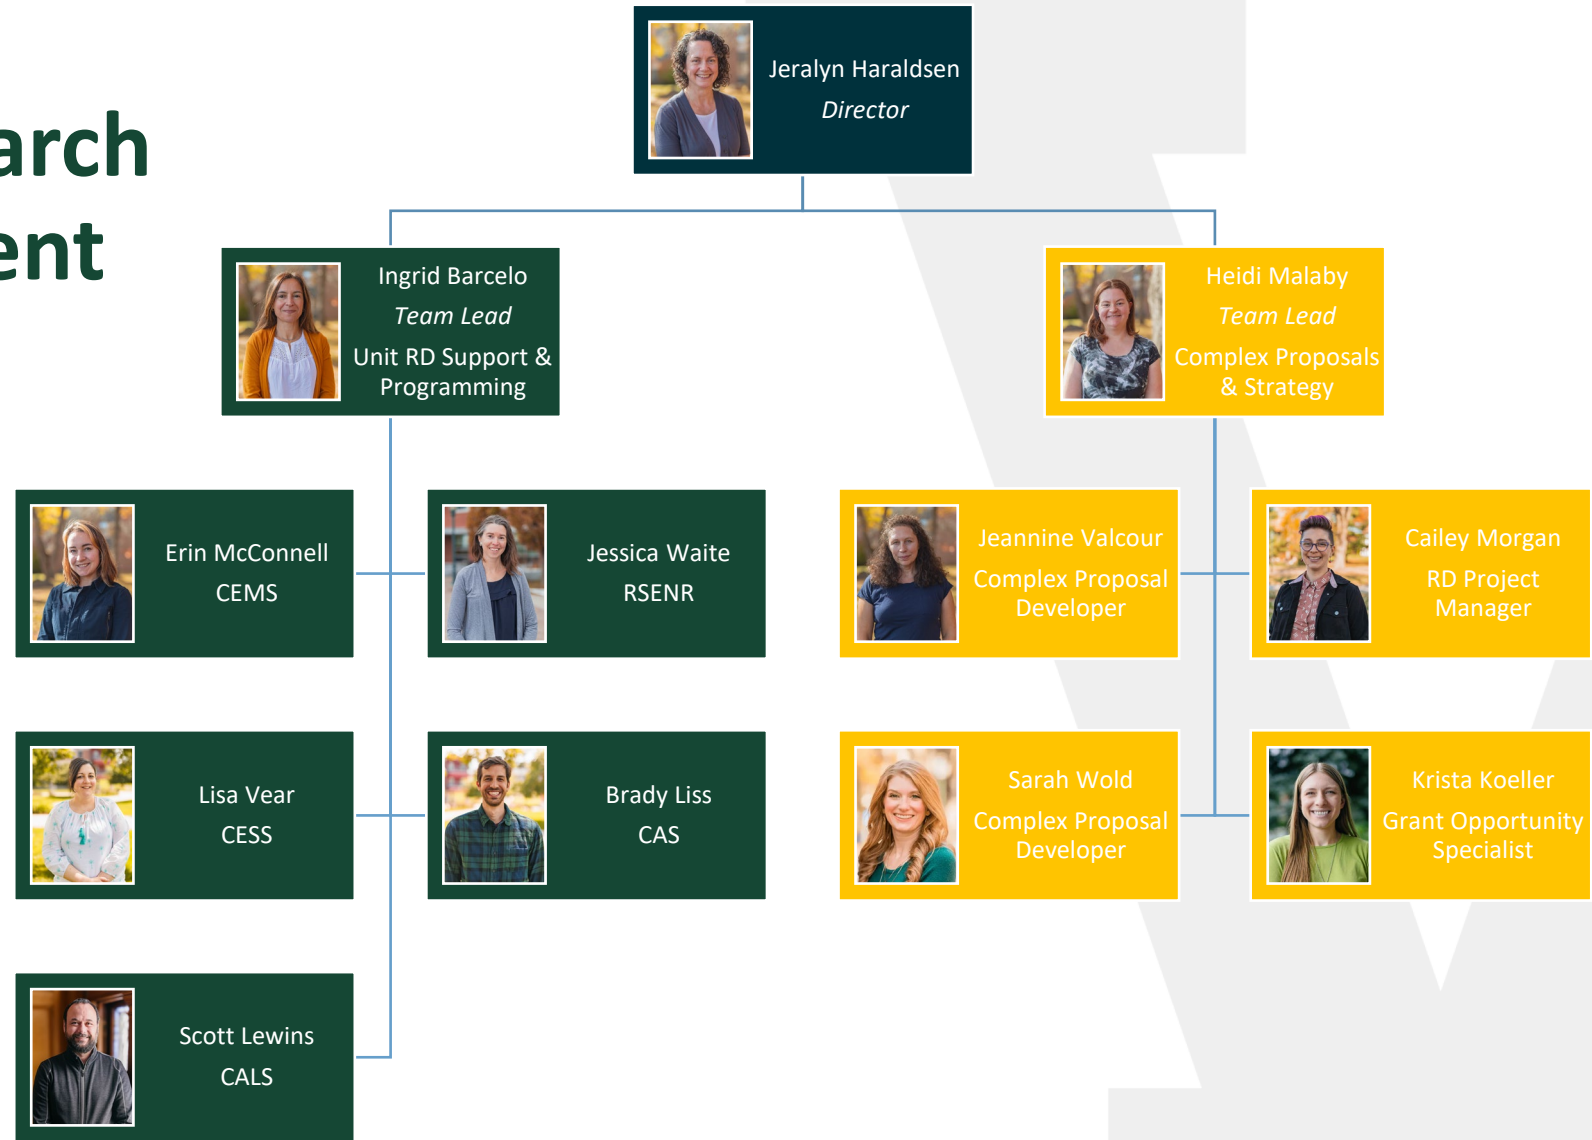 Jeralyn Haraldsen
Director
arch
ent
Ingrid Barcelo
Team Lead
Unit RD Support &
Programming
Heidi Malaby
Team Lead
Complex Proposals
& Strategy
Erin McConnell
CEMS
Jessica Waite
RSENR
Jeannine Valcour
Complex Proposal
Developer
Cailey Morgan
RD Project
Manager
Lisa Vear
CESS
Brady Liss
CAS
Sarah Wold
Complex Proposal
Developer
Krista Koeller
Grant Opportunity
Specialist
Scott Lewins
CALS